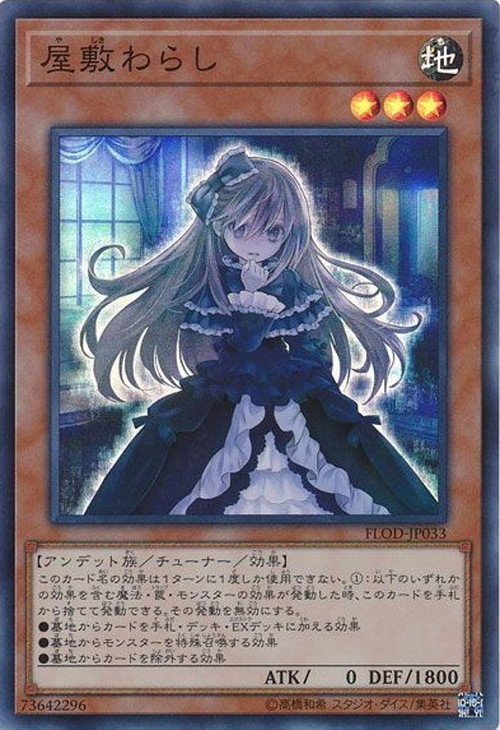 屋敷わらし
地
FLOD-JP033
【アンデット族/チューナー/効果】
このカード名の効果は1ターンに1度しか使用できない。①:以下のいずれか
の効果を含む魔法・罠・モンスターの効果が発動した時、このカードを手札
から捨てて発動できる。その発動を無効にする。
●墓地からカードを手札・デッキ・EXデッキに加える効果
●墓地からモンスターを特殊召喚する効果
●墓地からカードを除外する効果
ATK/ 0 DEF/1800
73642296
©高橋和希 スタジオ・ダイス/集英社